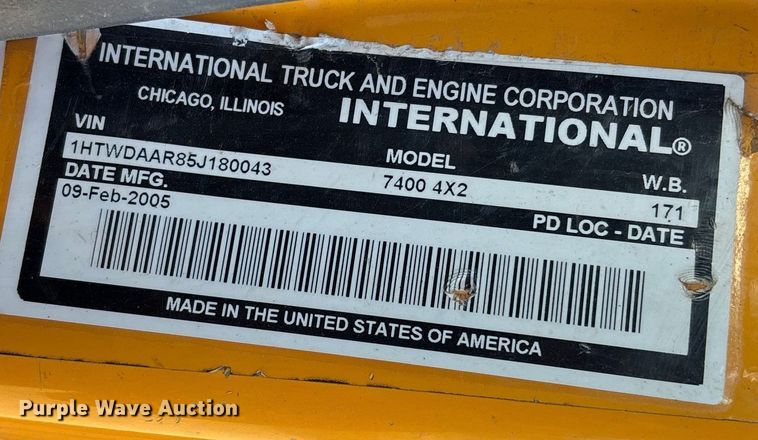 INTERNATIONAL TRUCK AND ENGINE CORPORATION
CHICAGO, ILLINOIS
INTERNATIONAL®
VIN
MODEL
W.B.
1HTWDAAR85J180043
7400 4X2
171
DATE MFG.
PD LOC - DATE
09-Feb-2005
MADE IN THE UNITED STATES OF AMERICA
Purple Wave Auction